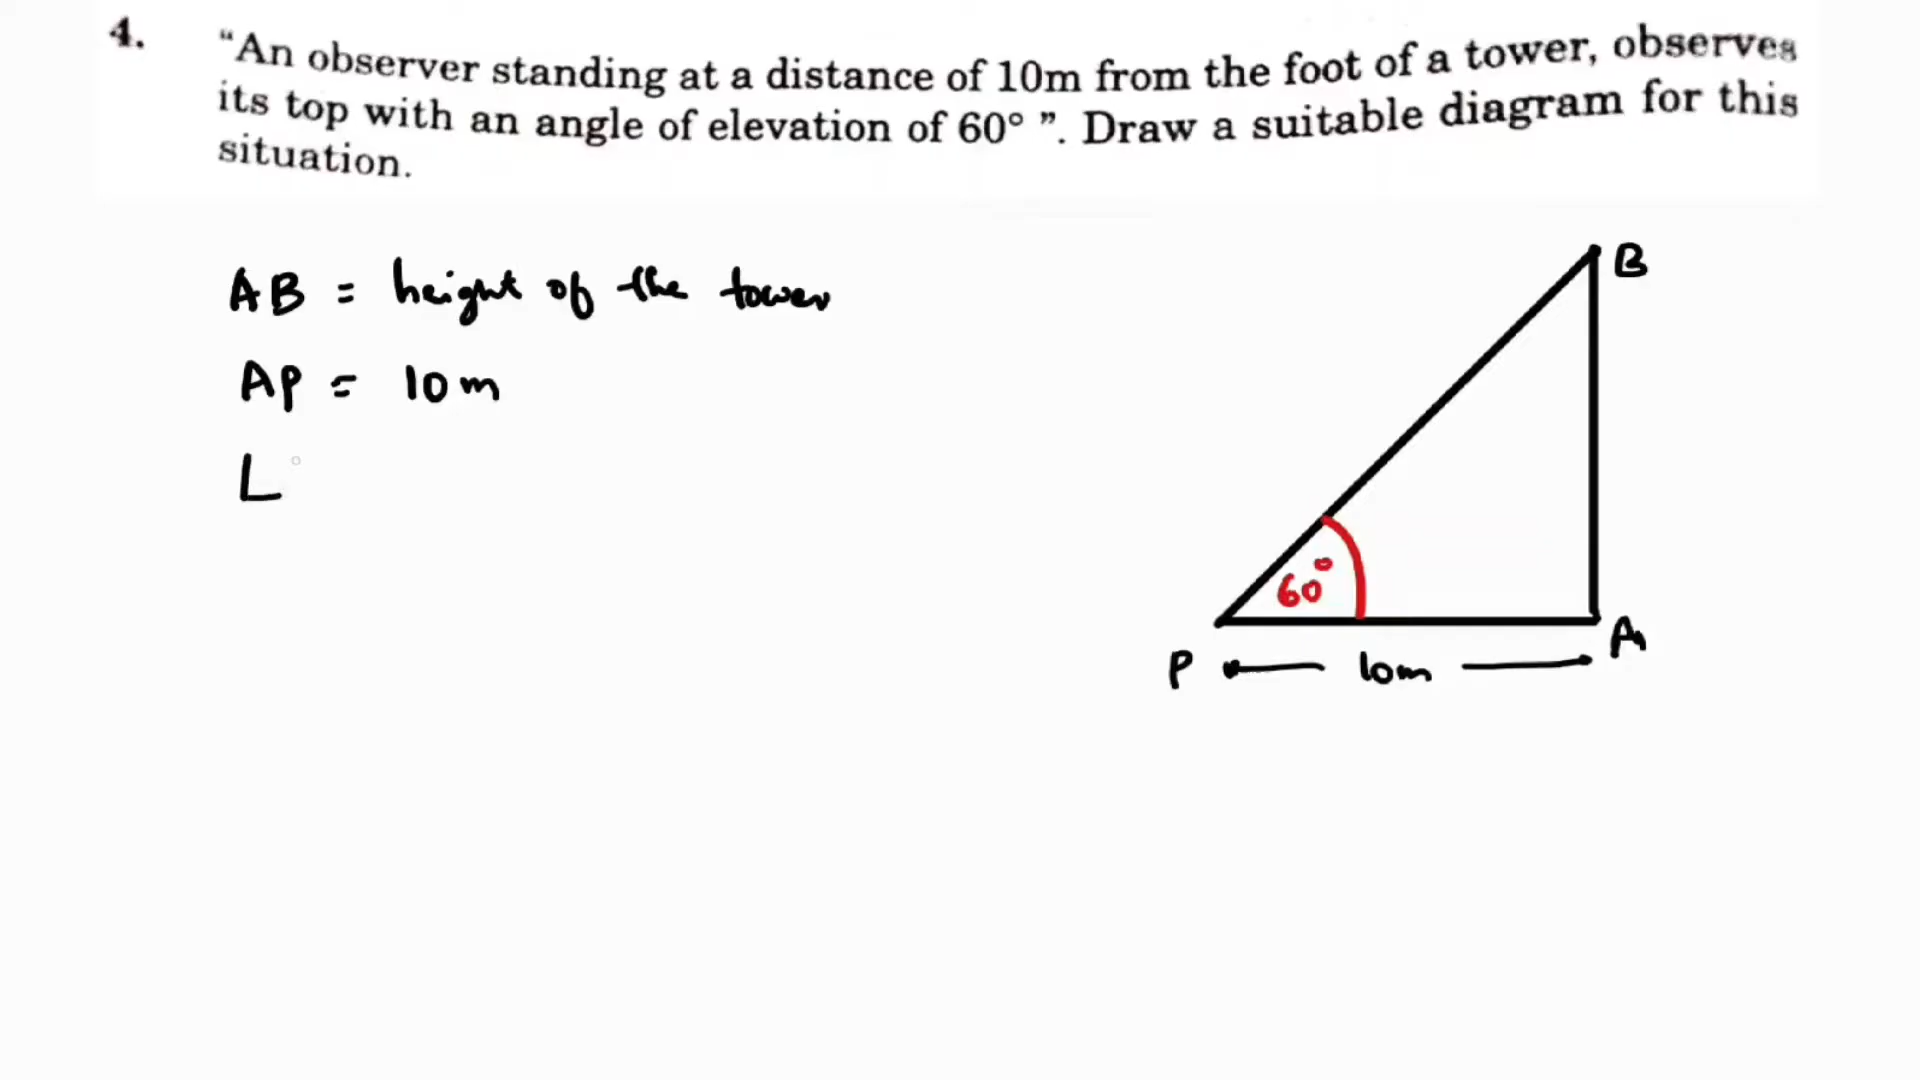 4.
“An observer standing at a distance of 10m from the foot of a tower, observes
its top with an angle of elevation of 60° ”. Draw a suitable diagram for this
situation.
AB = height of the tower
AP = 10m
L
B
60°
A
P
10m